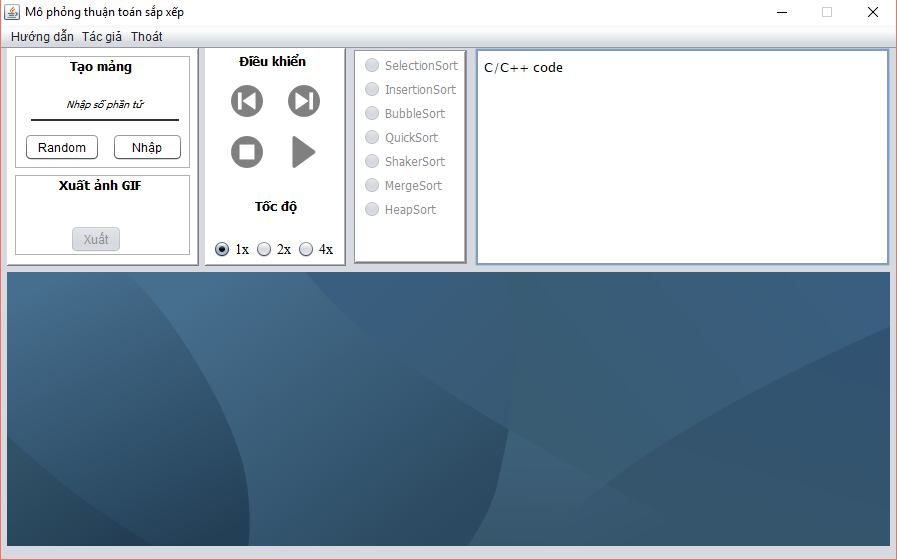 Mô phỏng thuận toán sắp xếp
Hướng dẫn Tác giả Thoát
Tạo mảng
Nhập số phần tử
Random Nhập
Xuất ảnh GIF
Xuất
Điều khiển
Tốc độ
1x 2x 4x
SelectionSort
InsertionSort
BubbleSort
QuickSort
ShakerSort
MergeSort
HeapSort
C/C++ code